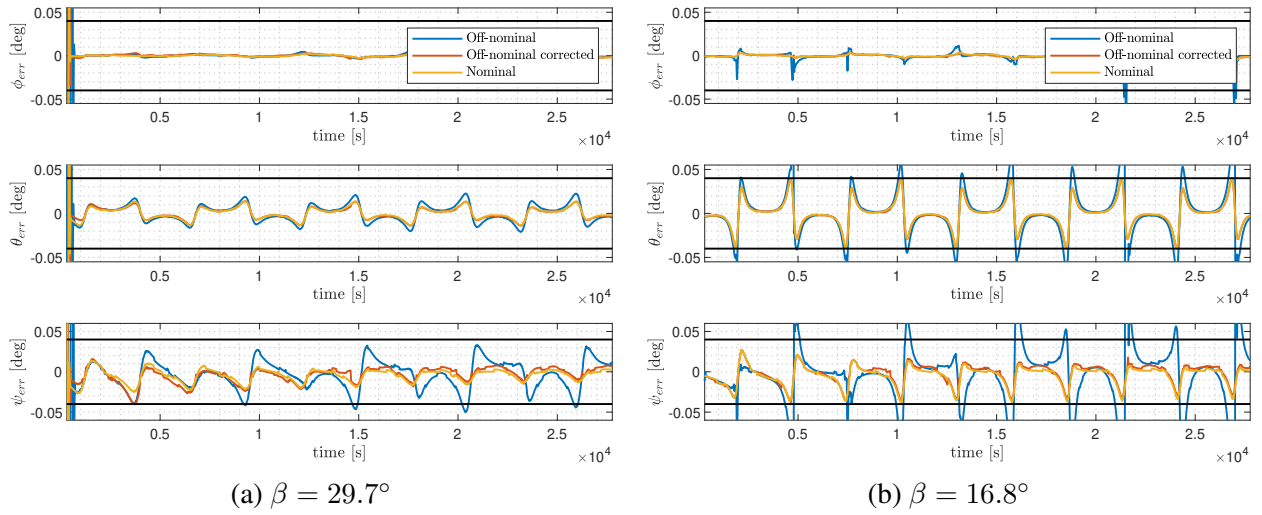 0.05
0
-0.05
ϕ_err [deg]
Off-nominal
Off-nominal corrected
Nominal
0.5 1 1.5 2 2.5
time [s]
×10^4
0.05
0
-0.05
θ_err [deg]
0.5 1 1.5 2 2.5
time [s]
×10^4
0.05
0
-0.05
ψ_err [deg]
0.5 1 1.5 2 2.5
time [s]
×10^4
(a) β = 29.7°
0.05
0
-0.05
ϕ_err [deg]
Off-nominal
Off-nominal corrected
Nominal
0.5 1 1.5 2 2.5
time [s]
×10^4
0.05
0
-0.05
θ_err [deg]
0.5 1 1.5 2 2.5
time [s]
×10^4
0.05
0
-0.05
ψ_err [deg]
0.5 1 1.5 2 2.5
time [s]
×10^4
(b) β = 16.8°